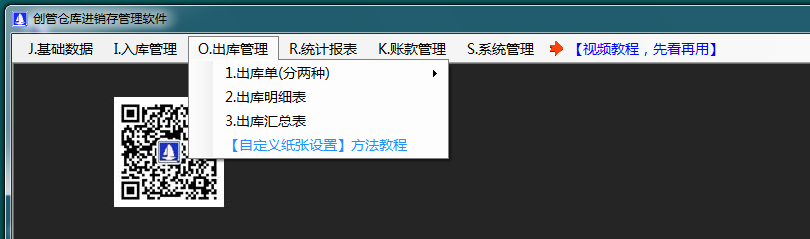 创管仓库进销存管理软件
J.基础数据 I.入库管理 O.出库管理 R.统计报表 K.账款管理 S.系统管理 【视频教程，先看再用】
1.出库单(分两种)
2.出库明细表
3.出库汇总表
【自定义纸张设置】方法教程